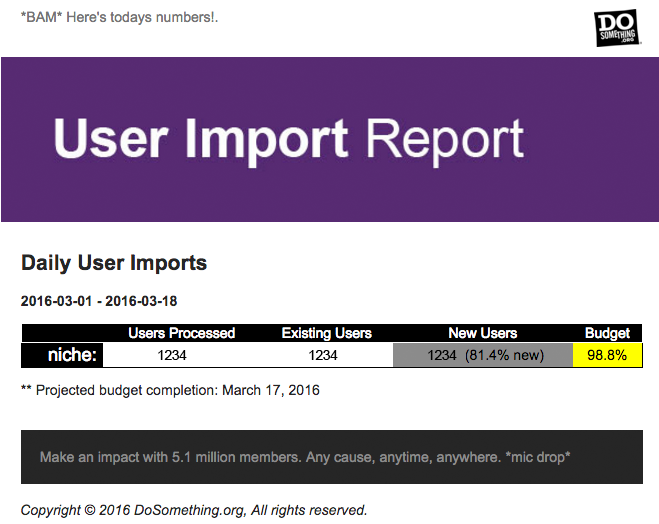 *BAM* Here's todays numbers!.
DO
SOMETHING
.ORG
User Import Report
Daily User Imports
2016-03-01 - 2016-03-18
Users Processed Existing Users New Users Budget
niche: 1234 1234 1234 (81.4% new) 98.8%
** Projected budget completion: March 17, 2016
Make an impact with 5.1 million members. Any cause, anytime, anywhere. *mic drop*
Copyright © 2016 DoSomething.org, All rights reserved.